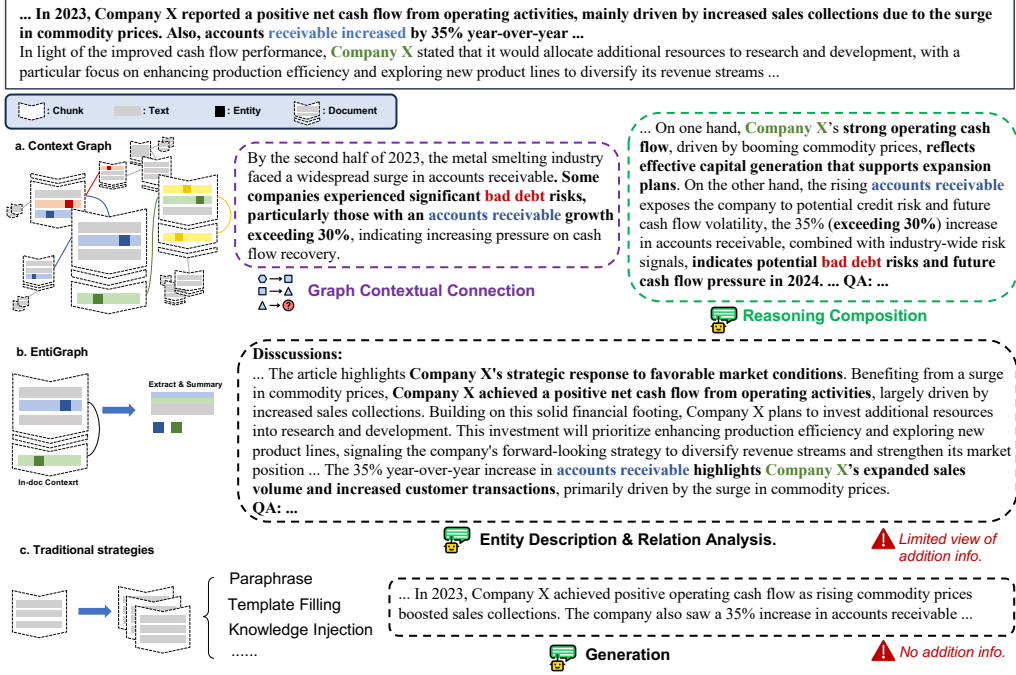 ... In 2023, Company X reported a positive net cash flow from operating activities, mainly driven by increased sales collections due to the surge
in commodity prices. Also, accounts receivable increased by 35% year-over-year ...
In light of the improved cash flow performance, Company X stated that it would allocate additional resources to research and development, with a
particular focus on enhancing production efficiency and exploring new product lines to diversify its revenue streams ...
: Chunk
: Text
: Entity
: Document
a. Context Graph
By the second half of 2023, the metal smelting industry
faced a widespread surge in accounts receivable. Some
companies experienced significant bad debt risks,
particularly those with an accounts receivable growth
exceeding 30%, indicating increasing pressure on cash
flow recovery.
?
Graph Contextual Connection
... On one hand, Company X's strong operating cash
flow, driven by booming commodity prices, reflects
effective capital generation that supports expansion
plans. On the other hand, the rising accounts receivable
exposes the company to potential credit risk and future
cash flow volatility, the 35% (exceeding 30%) increase
in accounts receivable, combined with industry-wide risk
signals, indicates potential bad debt risks and future
cash flow pressure in 2024. ... QA: ...
Reasoning Composition
b. EntiGraph
Extract & Summary
In-doc Contexrt
Disscussions:
... The article highlights Company X's strategic response to favorable market conditions. Benefiting from a surge
in commodity prices, Company X achieved a positive net cash flow from operating activities, largely driven by
increased sales collections. Building on this solid financial footing, Company X plans to invest additional resources
into research and development. This investment will prioritize enhancing production efficiency and exploring new
product lines, signaling the company's forward-looking strategy to diversify revenue streams and strengthen its market
position ... The 35% year-over-year increase in accounts receivable highlights Company X's expanded sales
volume and increased customer transactions, primarily driven by the surge in commodity prices.
QA: ...
Entity Description & Relation Analysis.
! Limited view of
addition info.
c. Traditional strategies
Paraphrase
Template Filling
Knowledge Injection
......
... In 2023, Company X achieved positive operating cash flow as rising commodity prices
boosted sales collections. The company also saw a 35% increase in accounts receivable ...
Generation
! No addition info.